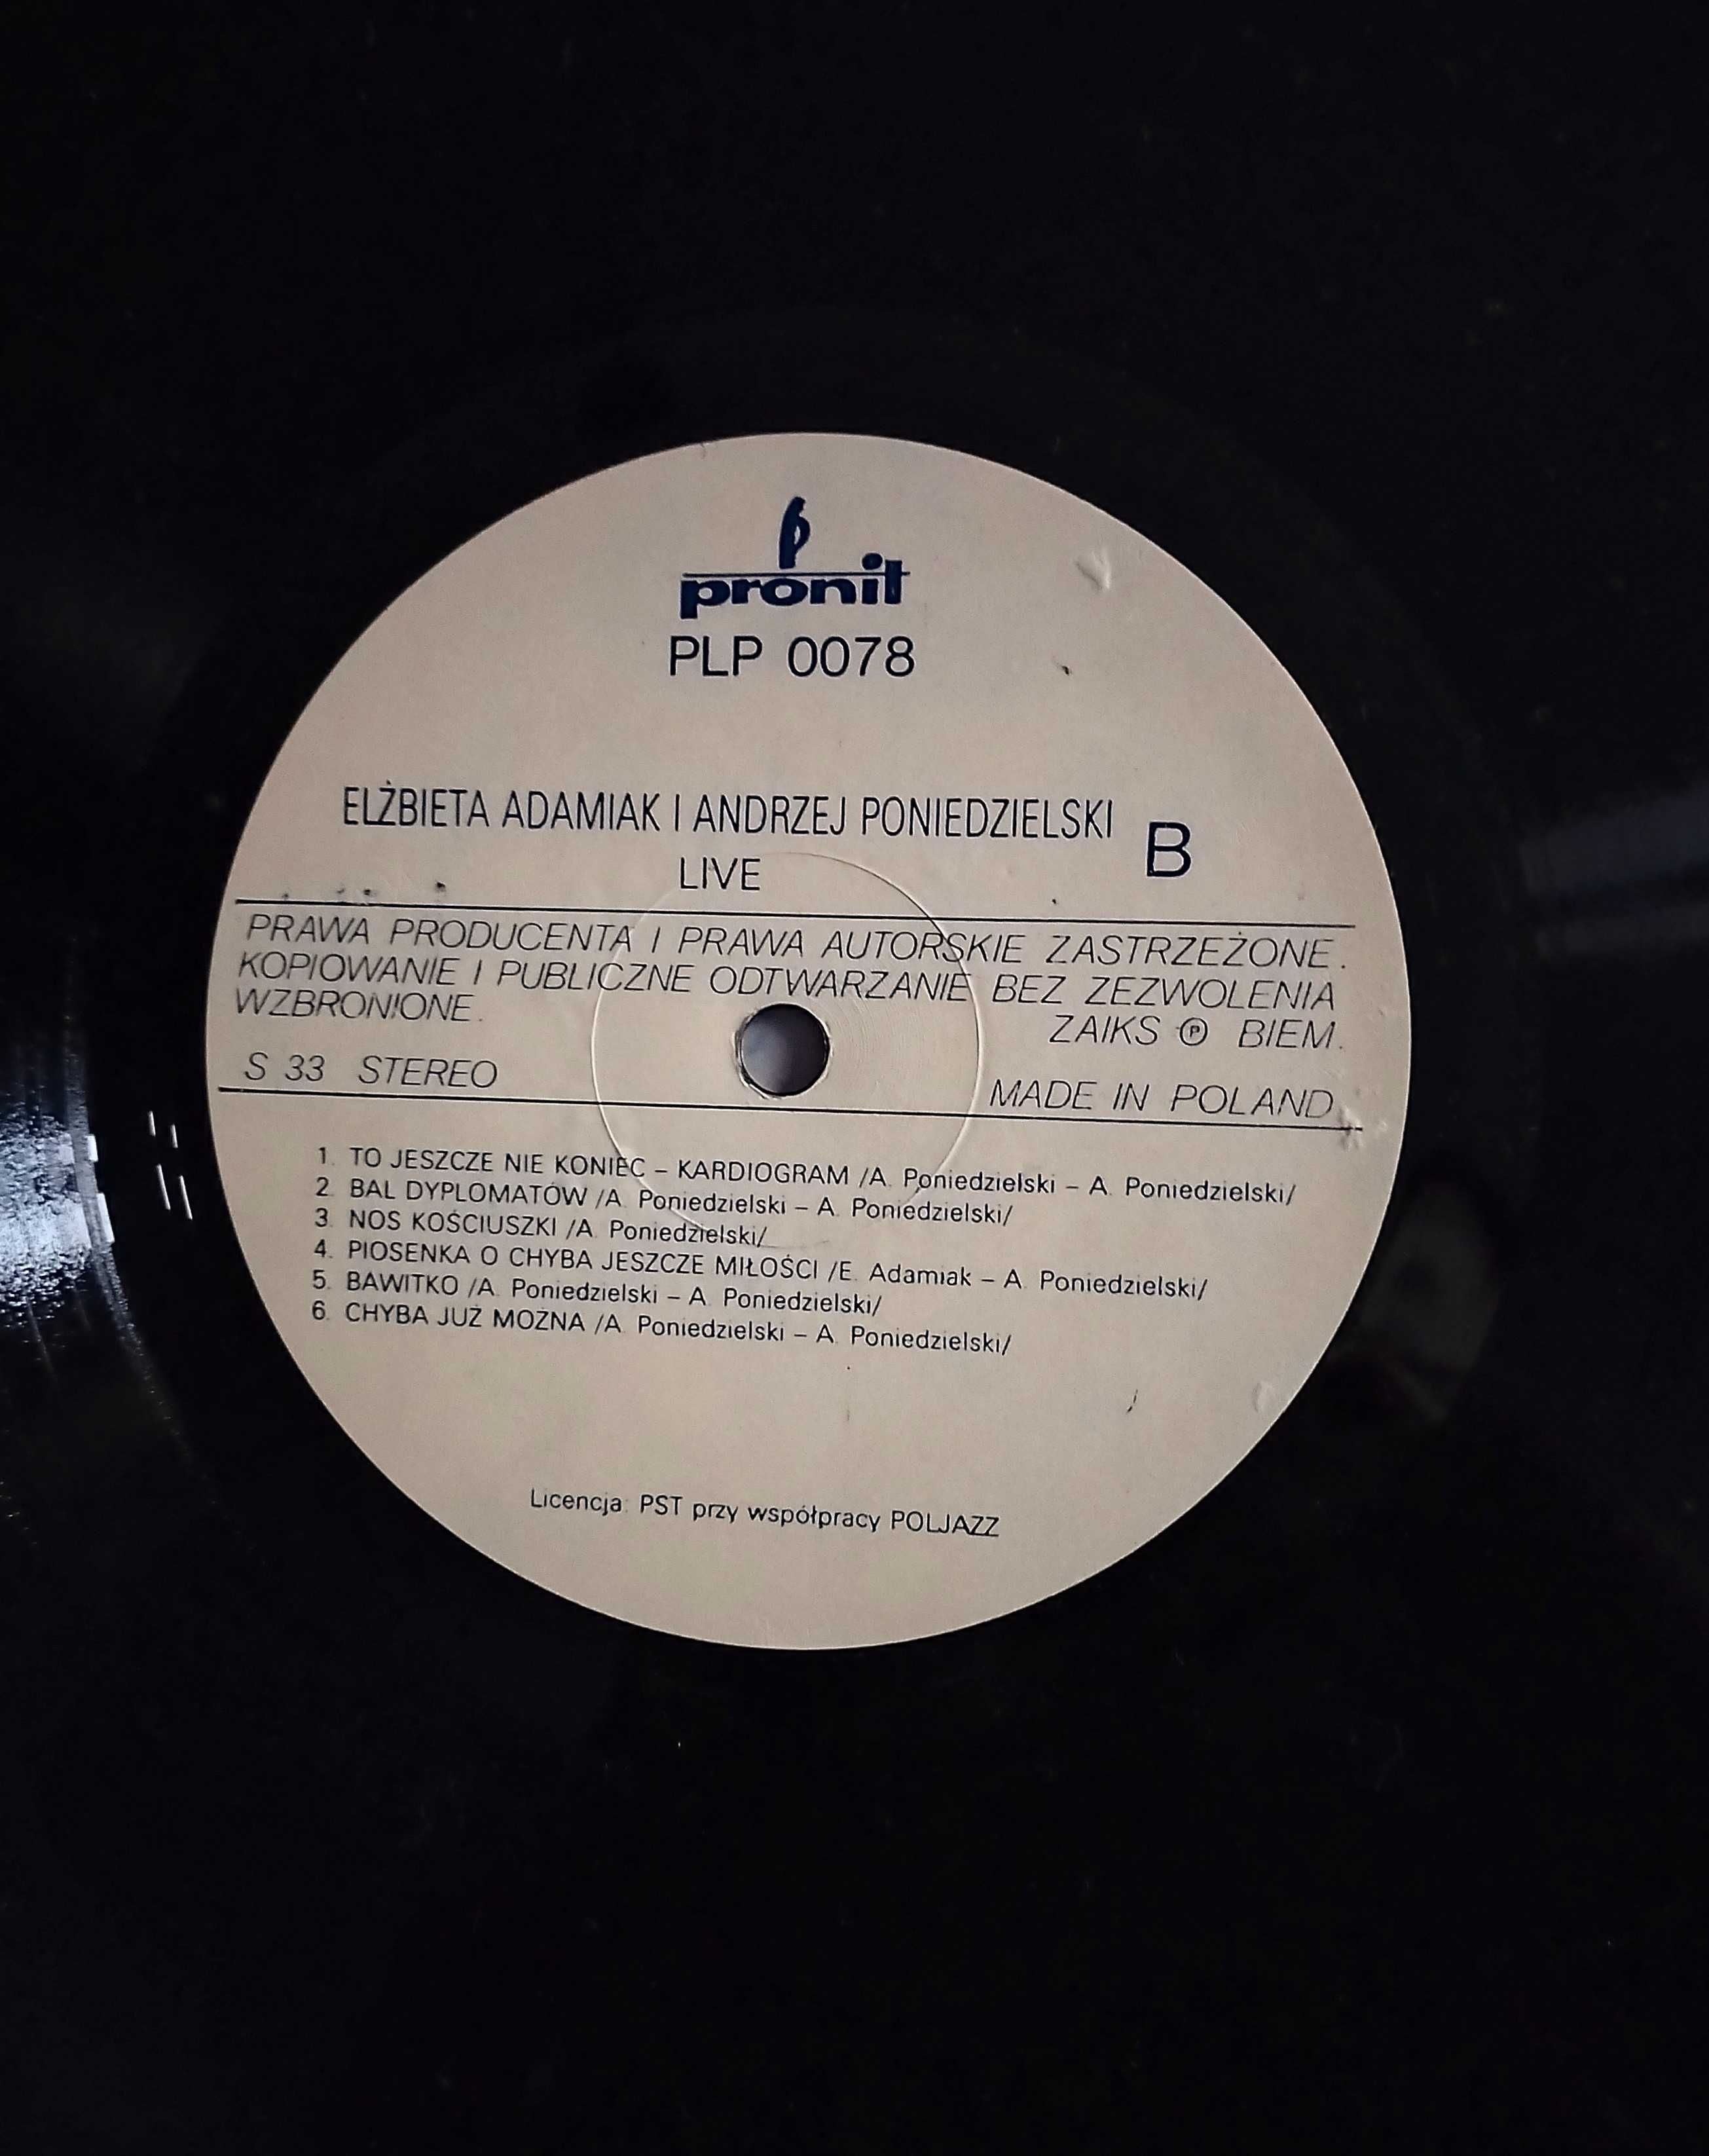 pronit
PLP 0078
ELŻBIETA ADAMIAK I ANDRZEJ PONIEDZIELSKI
LIVE
B
PRAWA PRODUCENTA I PRAWA AUTORSKIE ZASTRZEŻONE.
KOPIOWANIE I PUBLICZNE ODTWARZANIE BEZ ZEZWOLENIA
WZBRONIONE.
ZAIKS ℗ BIEM.
S 33 STEREO
MADE IN POLAND
1. TO JESZCZE NIE KONIEC – KARDIOGRAM /A. Poniedzielski – A. Poniedzielski/
2. BAL DYPLOMATÓW /A. Poniedzielski – A. Poniedzielski/
3. NOS KOŚCIUSZKI /A. Poniedzielski/
4. PIOSENKA O CHYBA JESZCZE MIŁOŚCI /E. Adamiak – A. Poniedzielski/
5. BAWITKO /A. Poniedzielski – A. Poniedzielski/
6. CHYBA JUŻ MOŻNA /A. Poniedzielski – A. Poniedzielski/
Licencja: PST przy współpracy POLJAZZ